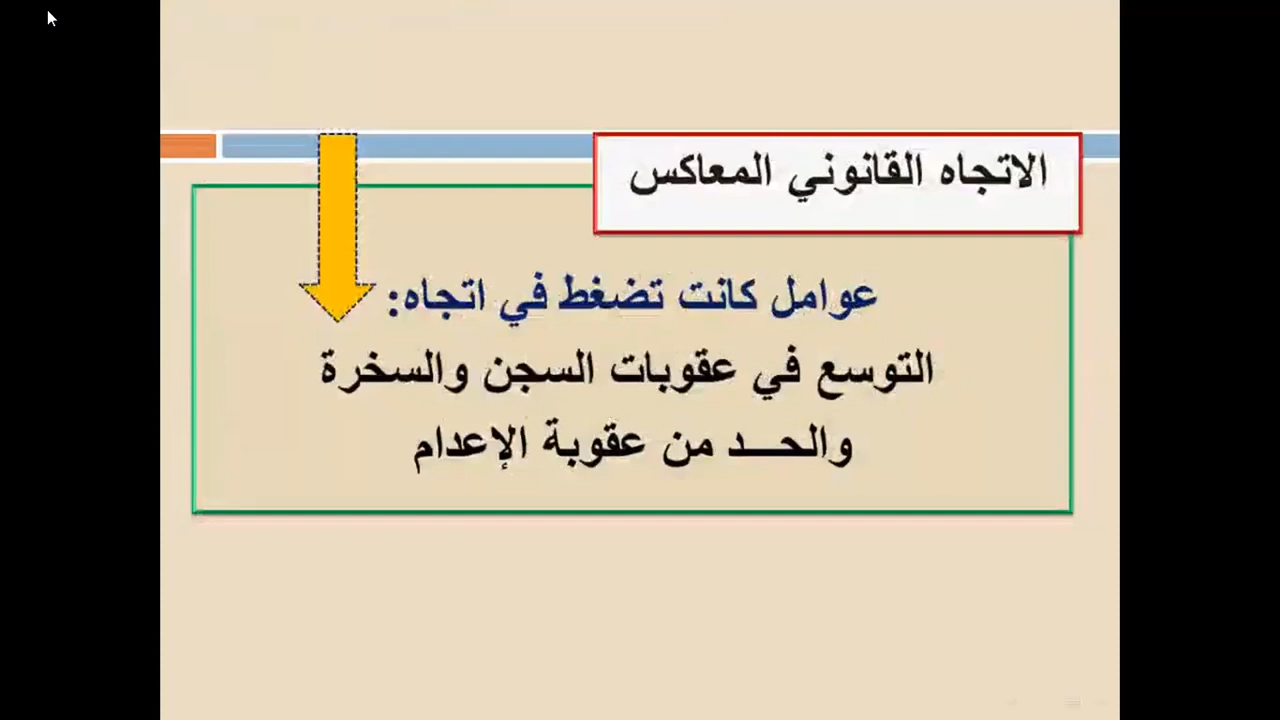 الاتجاه القانوني المعاكس
عوامل كانت تضغط في اتجاه:
التوسع في عقوبات السجن والسخرة
والحـــد من عقوبة الإعدام